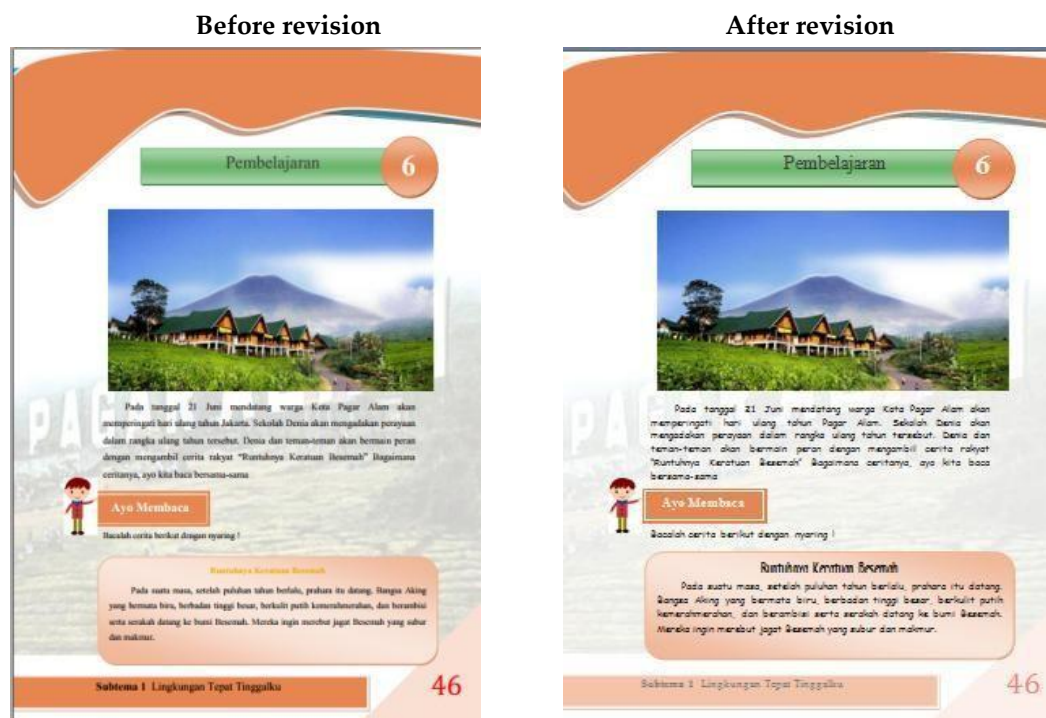 Before revision
Pembelajaran
6
Pada tanggal 21 Juni mendatang warga Kota Pagar Alam akan
memperingati hari ulang tahun Jakarta. Sekolah Denia akan mengadakan perayaan
dalam rangka ulang tahun tersebut. Denia dan teman-teman akan bermain peran
dengan mengambil cerita rakyat "Runtuhnya Keratuan Besemah" Bagaimana
ceritanya, ayo kita baca bersama-sama
Ayo Membaca
Bacalah cerita berikut dengan nyaring !
Runtuhnya Keratuan Besemah
Pada suatu masa, setelah puluhan tahun berlalu, prahara itu datang. Bangsa Aking
yang bermata biru, berbadan tinggi besar, berkulit putih kemerahmerahan, dan berambisi
serta serakah datang ke bumi Besemah. Mereka ingin merebut jagat Besemah yang subur
dan makmur.
Subtema 1 Lingkungan Tepat Tinggalku
46
After revision
Pembelajaran
6
Pada tanggal 21 Juni mendatang warga Kota Pagar Alam akan
memperingati hari ulang tahun Pagar Alam. Sekolah Denia akan
mengadakan perayaan dalam rangka ulang tahun tersebut. Denia dan
teman-teman akan bermain peran dengan mengambil cerita rakyat
"Runtuhnya Keratuan Besemah" Bagaimana ceritanya, ayo kita baca
bersama-sama
Ayo Membaca
Bacalah cerita berikut dengan nyaring !
Runtuhnya Keratuan Besemah
Pada suatu masa, setelah puluhan tahun berlalu, prahara itu datang.
Bangsa Aking yang bermata biru, berbadan tinggi besar, berkulit putih
kemerahmerahan, dan berambisi serta serakah datang ke bumi Besemah.
Mereka ingin merebut jagat Besemah yang subur dan makmur.
Subtema 1 Lingkungan Tepat Tinggalku
46